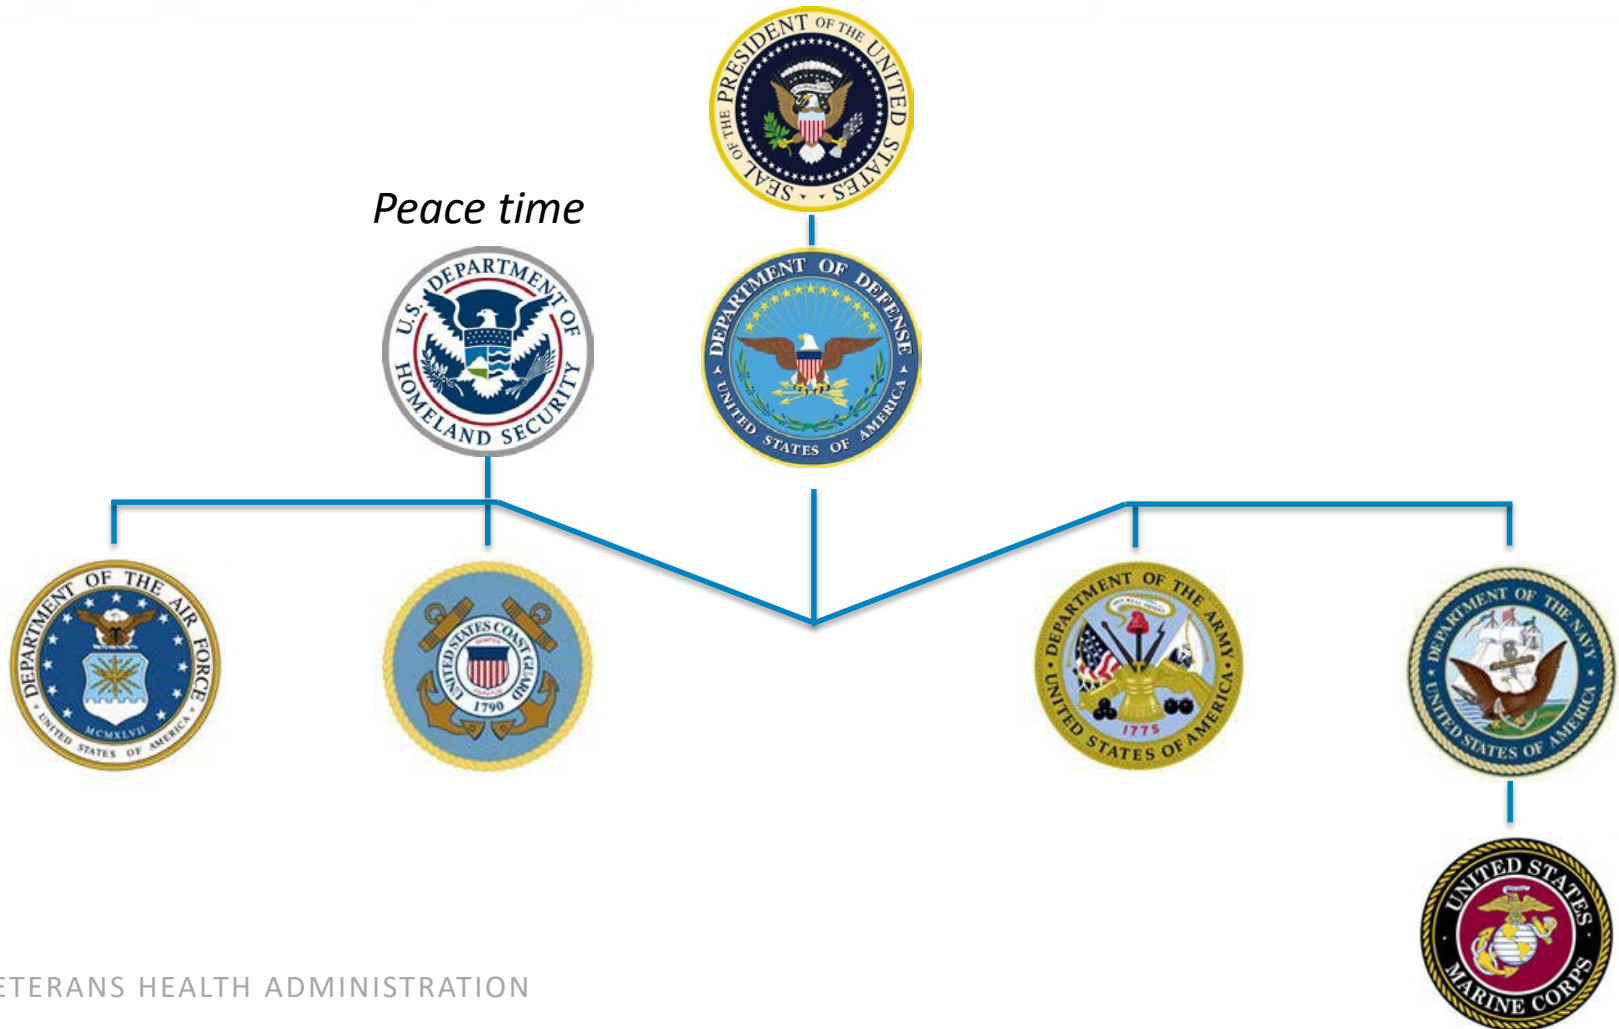 SEAL OF THE PRESIDENT OF THE UNITED STATES
Peace time
U.S. DEPARTMENT OF HOMELAND SECURITY
DEPARTMENT OF DEFENSE
UNITED STATES OF AMERICA
DEPARTMENT OF THE AIR FORCE
MCMXLVII
UNITED STATES OF AMERICA
UNITED STATES COAST GUARD
1790
DEPARTMENT OF THE ARMY
1775
UNITED STATES OF AMERICA
DEPARTMENT OF THE NAVY
UNITED STATES OF AMERICA
UNITED STATES
MARINE CORPS
ETERANS HEALTH ADMINISTRATION